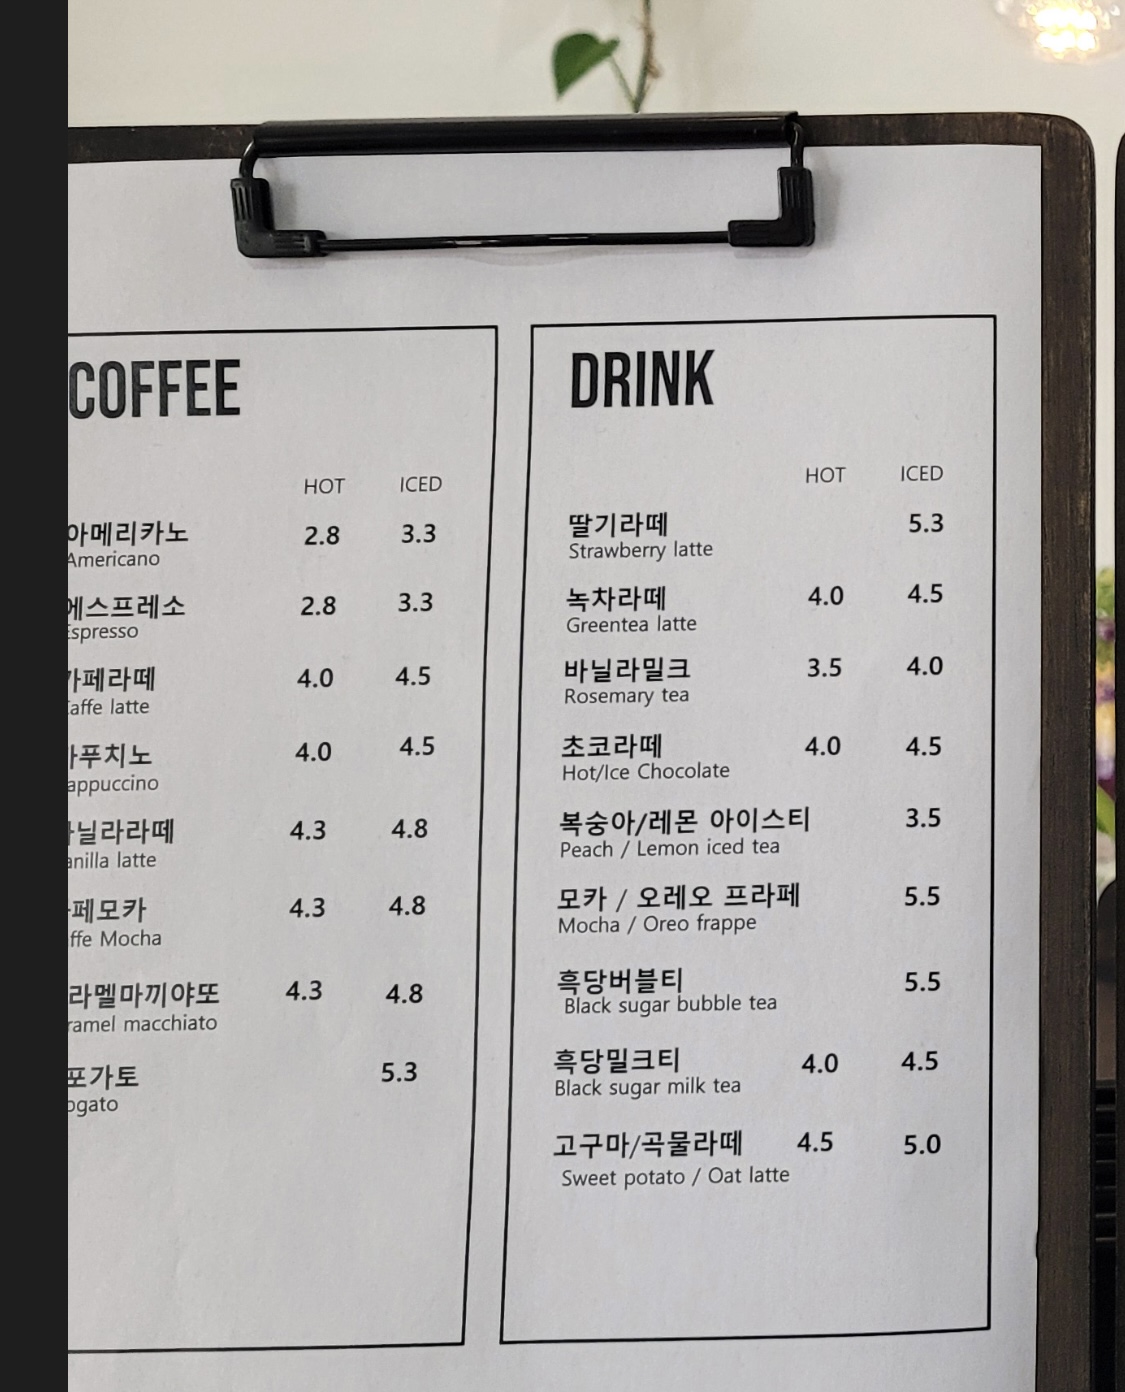 COFFEE
HOT ICED
아메리카노 2.8 3.3
Americano
에스프레소 2.8 3.3
Espresso
카페라떼 4.0 4.5
Caffe latte
카푸치노 4.0 4.5
Cappuccino
바닐라라떼 4.3 4.8
Vanilla latte
카페모카 4.3 4.8
Caffe Mocha
라멜마끼야또 4.3 4.8
ramel macchiato
포가토 5.3
ogato
DRINK
HOT ICED
딸기라떼 5.3
Strawberry latte
녹차라떼 4.0 4.5
Greentea latte
바닐라밀크 3.5 4.0
Rosemary tea
초코라떼 4.0 4.5
Hot/Ice Chocolate
복숭아/레몬 아이스티 3.5
Peach / Lemon iced tea
모카 / 오레오 프라페 5.5
Mocha / Oreo frappe
흑당버블티 5.5
Black sugar bubble tea
흑당밀크티 4.0 4.5
Black sugar milk tea
고구마/곡물라떼 4.5 5.0
Sweet potato / Oat latte